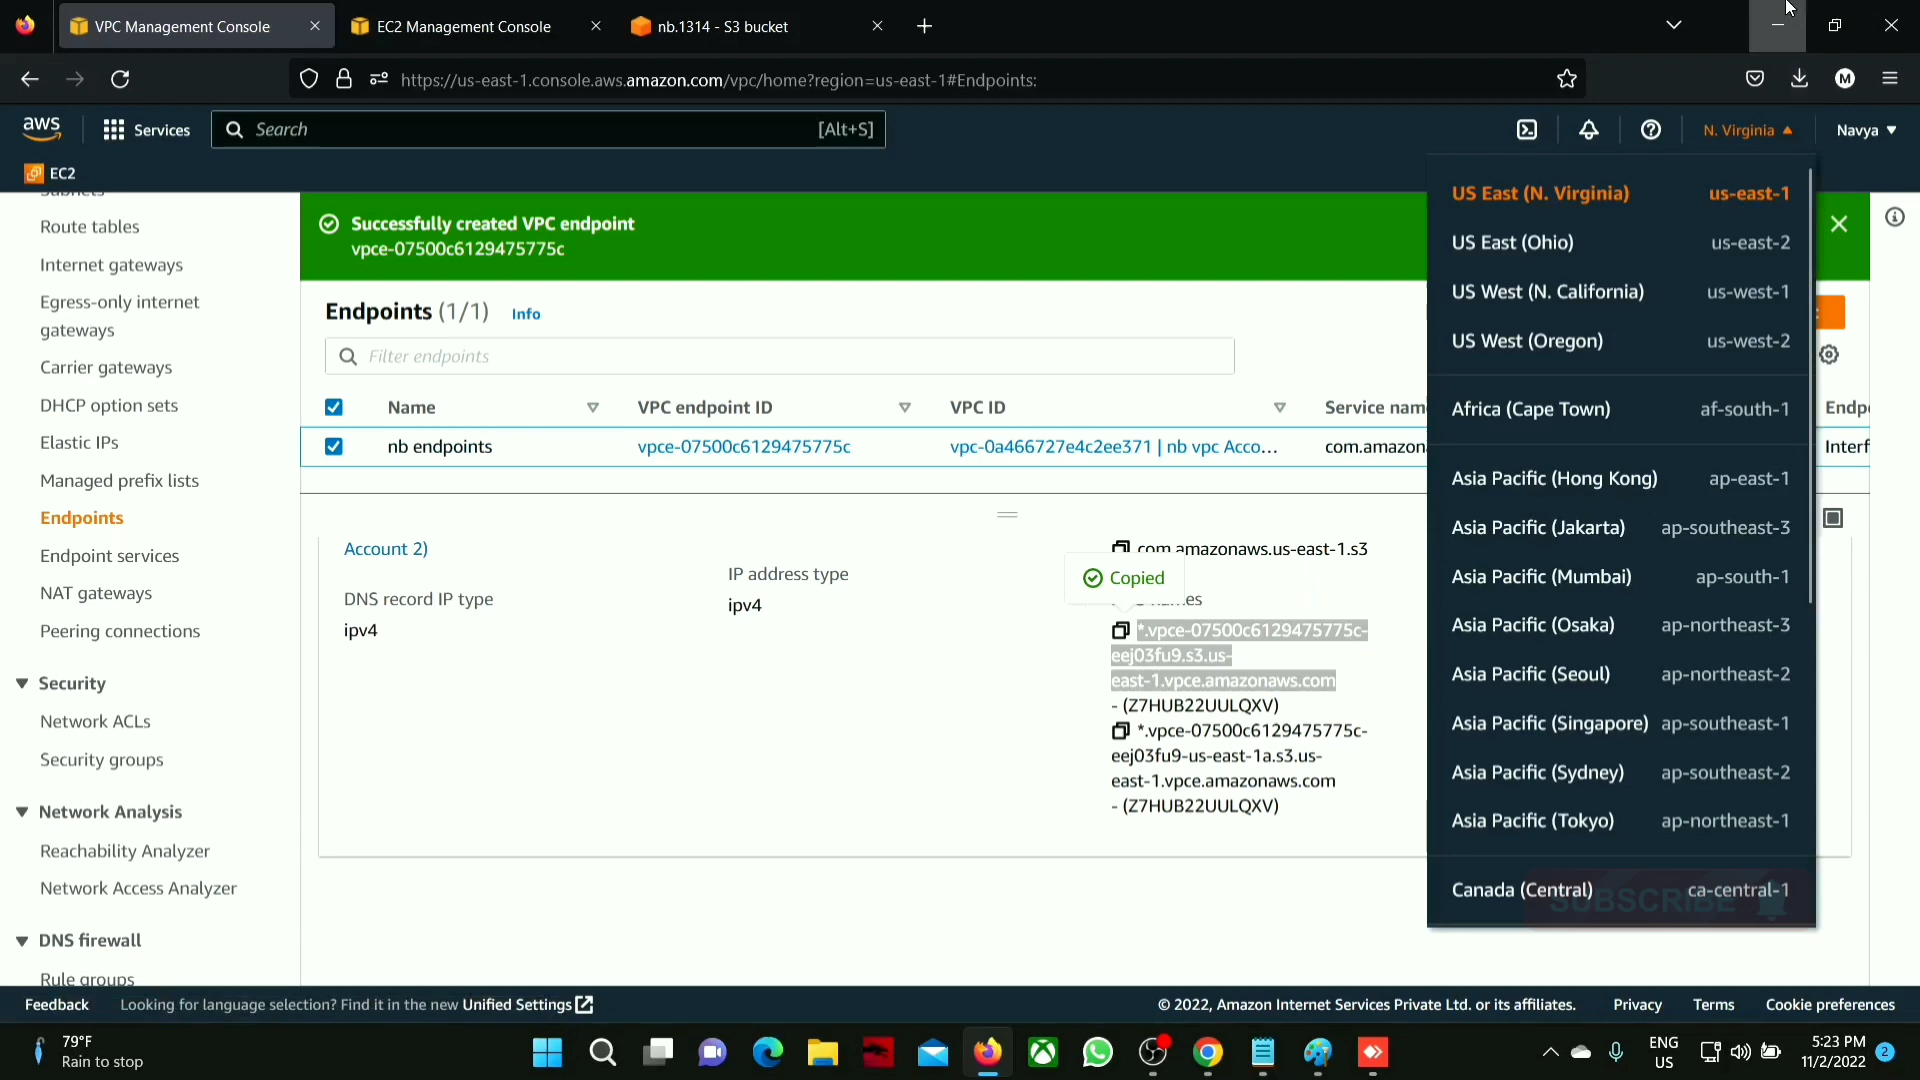 VPC Management Console
EC2 Management Console
nb.1314 - S3 bucket
https://us-east-1.console.aws.amazon.com/vpc/home?region=us-east-1#Endpoints:
M
aws
Services
Search
[Alt+S]
N. Virginia
Navya
EC2
Subnets
Route tables
Internet gateways
Egress-only internet
gateways
Carrier gateways
DHCP option sets
Elastic IPs
Managed prefix lists
Endpoints
Endpoint services
NAT gateways
Peering connections
Security
Network ACLs
Security groups
Network Analysis
Reachability Analyzer
Network Access Analyzer
DNS firewall
Rule groups
Successfully created VPC endpoint
vpce-07500c6129475775c
Endpoints (1/1) Info
Filter endpoints
Name VPC endpoint ID VPC ID Service nam Endpo
nb endpoints vpce-07500c6129475775c vpc-0a466727e4c2ee371 | nb vpc Acco... com.amazon Interf
Account 2)
DNS record IP type
ipv4
IP address type
ipv4
com.amazonaws.us-east-1.s3
Copied
es
*.vpce-07500c6129475775c-
eej03fu9.s3.us-
east-1.vpce.amazonaws.com
- (Z7HUB22UULQXV)
*.vpce-07500c6129475775c-
eej03fu9-us-east-1a.s3.us-
east-1.vpce.amazonaws.com
- (Z7HUB22UULQXV)
US East (N. Virginia) us-east-1
US East (Ohio) us-east-2
US West (N. California) us-west-1
US West (Oregon) us-west-2
Africa (Cape Town) af-south-1
Asia Pacific (Hong Kong) ap-east-1
Asia Pacific (Jakarta) ap-southeast-3
Asia Pacific (Mumbai) ap-south-1
Asia Pacific (Osaka) ap-northeast-3
Asia Pacific (Seoul) ap-northeast-2
Asia Pacific (Singapore) ap-southeast-1
Asia Pacific (Sydney) ap-southeast-2
Asia Pacific (Tokyo) ap-northeast-1
Canada (Central) ca-central-1
SUBSCRIBE
Feedback
Looking for language selection? Find it in the new Unified Settings
© 2022, Amazon Internet Services Private Ltd. or its affiliates.
Privacy
Terms
Cookie preferences
79°F
Rain to stop
ENG
US
5:23 PM
11/2/2022
2